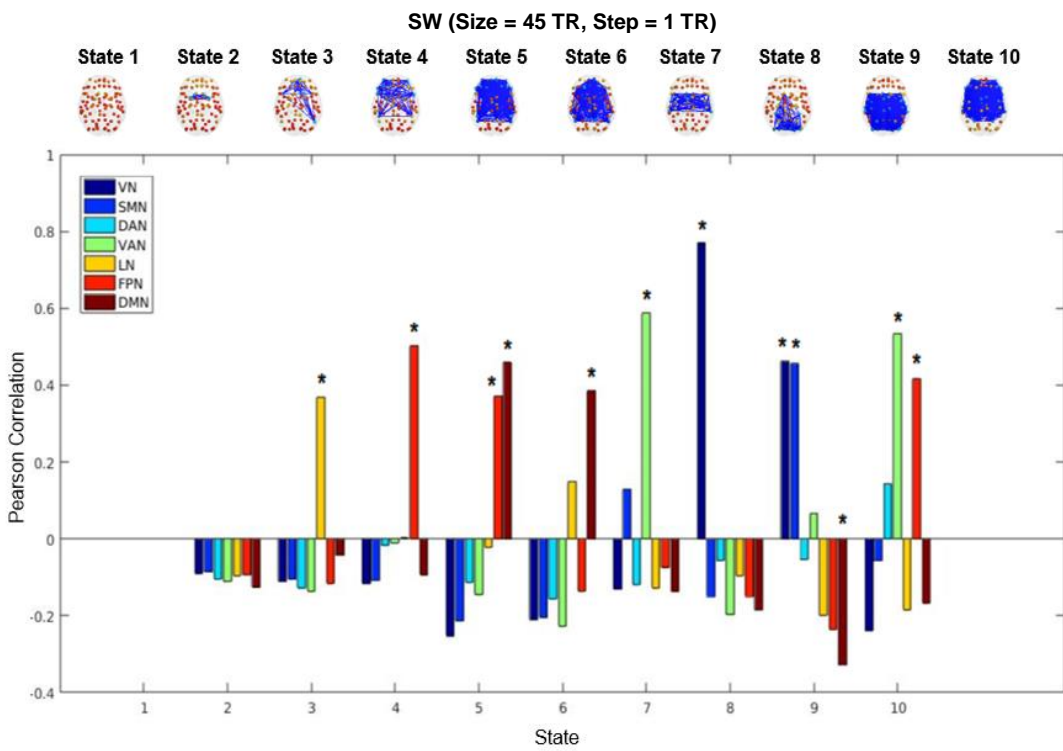 SW (Size = 45 TR, Step = 1 TR)
State 1 State 2 State 3 State 4 State 5 State 6 State 7 State 8 State 9 State 10
1
0.8
0.6
0.4
0.2
0
-0.2
-0.4
Pearson Correlation
VN
SMN
DAN
VAN
LN
FPN
DMN
*
*
*
*
*
*
*
* *
*
*
*
1 2 3 4 5 6 7 8 9 10
State